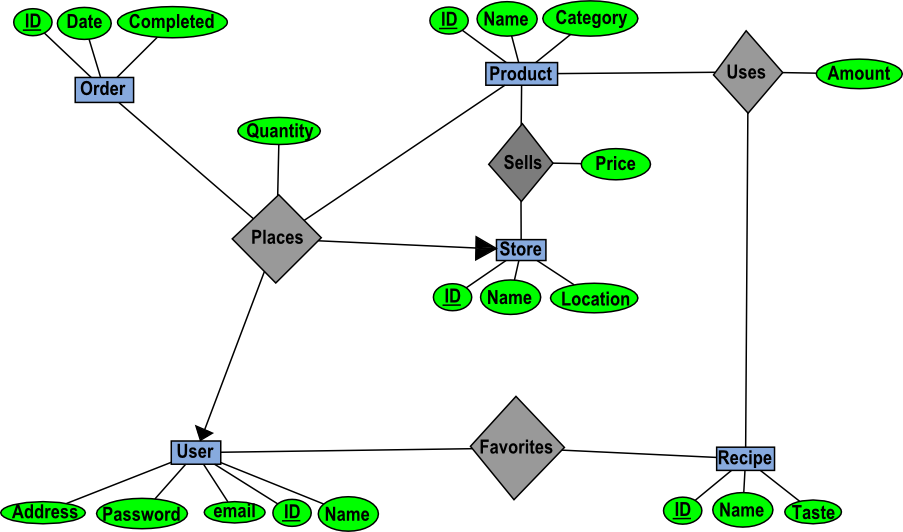 ID
Date
Completed
Order
ID
Name
Category
Product
Uses
Amount
Quantity
Sells
Price
Places
Store
ID
Name
Location
User
Address
Password
email
ID
Name
Favorites
Recipe
ID
Name
Taste